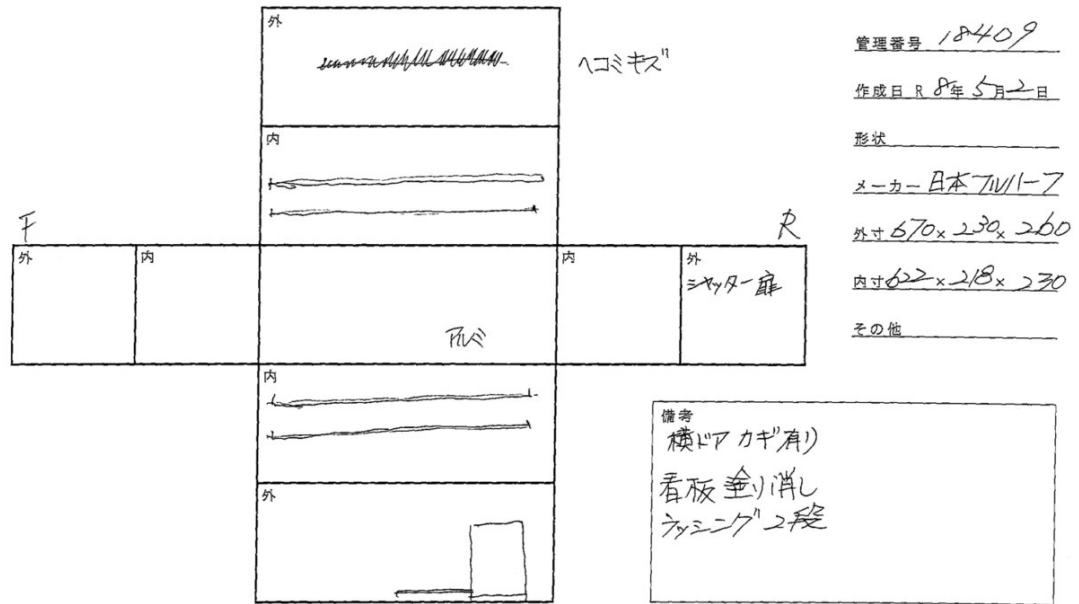 外
ヘコミキズ
内
F
外
内
アルミ
内
R
外
シャッター扉
内
外
管理番号 18409
作成日 R 8年 5月 2日
形状
メーカー 日本フルハーフ
外寸 670 × 230 × 260
内寸 622 × 218 × 230
その他
備考
横ドア カギ有り
看板 塗り消し
ラッシング 2段